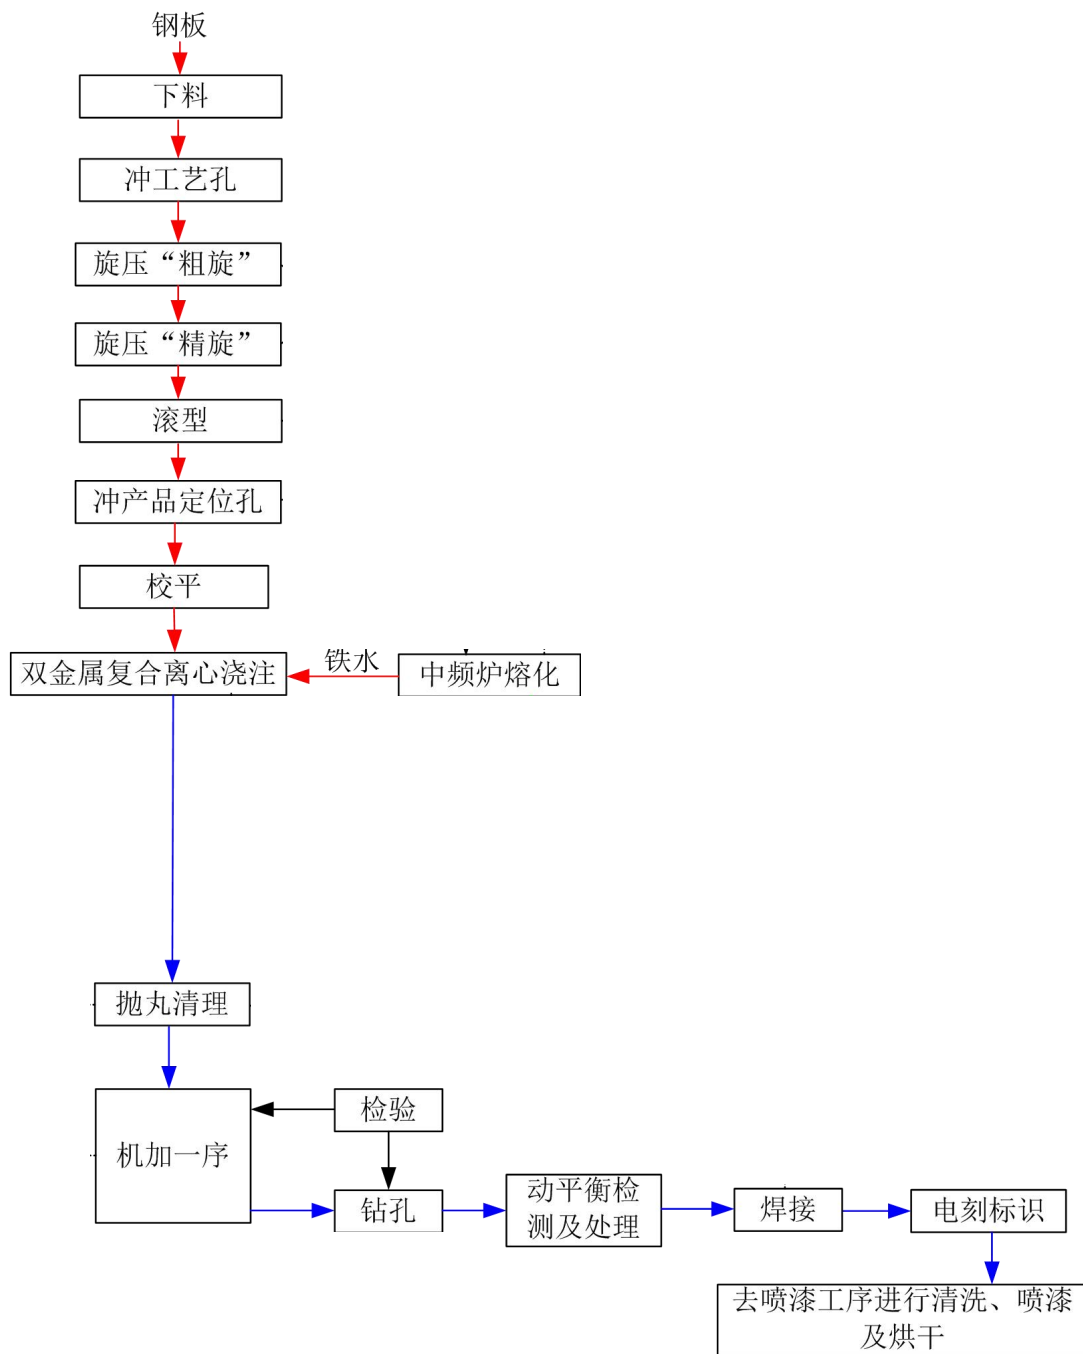 钢板
下料
冲工艺孔
旋压“粗旋”
旋压“精旋”
滚型
冲产品定位孔
校平
双金属复合离心浇注
铁水
中频炉熔化
抛丸清理
机加一序
检验
钻孔
动平衡检
测及处理
焊接
电刻标识
去喷漆工序进行清洗、喷漆
及烘干